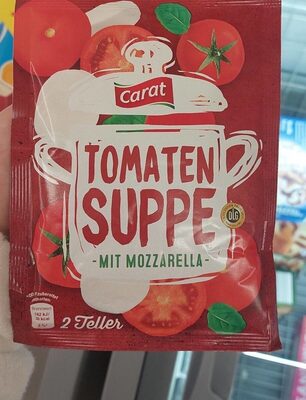 Carat
TOMATEN
SUPPE
- MIT MOZZARELLA -
DLG
2 Teller